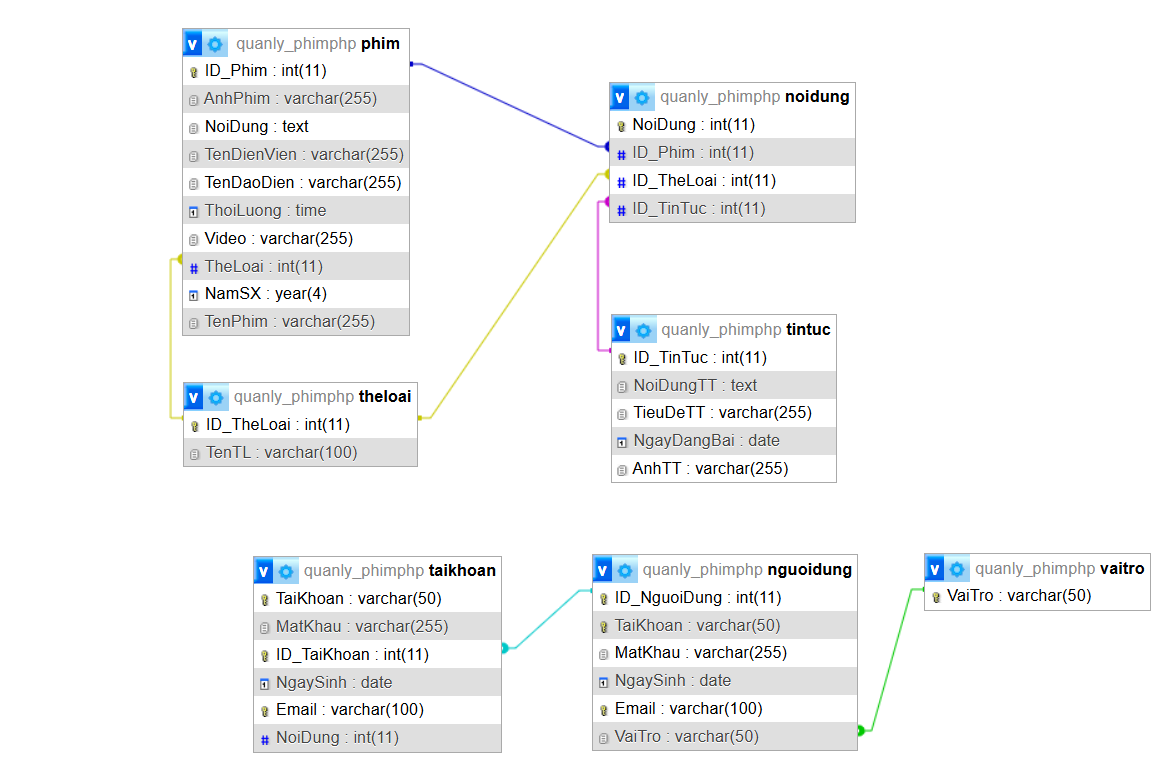 quanly_phimphp phim
ID_Phim : int(11)
AnhPhim : varchar(255)
NoiDung : text
TenDienVien : varchar(255)
TenDaoDien : varchar(255)
ThoiLuong : time
Video : varchar(255)
# TheLoai : int(11)
NamSX : year(4)
TenPhim : varchar(255)
quanly_phimphp noidung
NoiDung : int(11)
# ID_Phim : int(11)
# ID_TheLoai : int(11)
# ID_TinTuc : int(11)
quanly_phimphp tintuc
ID_TinTuc : int(11)
NoiDungTT : text
TieuDeTT : varchar(255)
NgayDangBai : date
AnhTT : varchar(255)
quanly_phimphp theloai
ID_TheLoai : int(11)
TenTL : varchar(100)
quanly_phimphp taikhoan
TaiKhoan : varchar(50)
MatKhau : varchar(255)
ID_TaiKhoan : int(11)
NgaySinh : date
Email : varchar(100)
# NoiDung : int(11)
quanly_phimphp nguoidung
ID_NguoiDung : int(11)
TaiKhoan : varchar(50)
MatKhau : varchar(255)
NgaySinh : date
Email : varchar(100)
VaiTro : varchar(50)
quanly_phimphp vaitro
VaiTro : varchar(50)